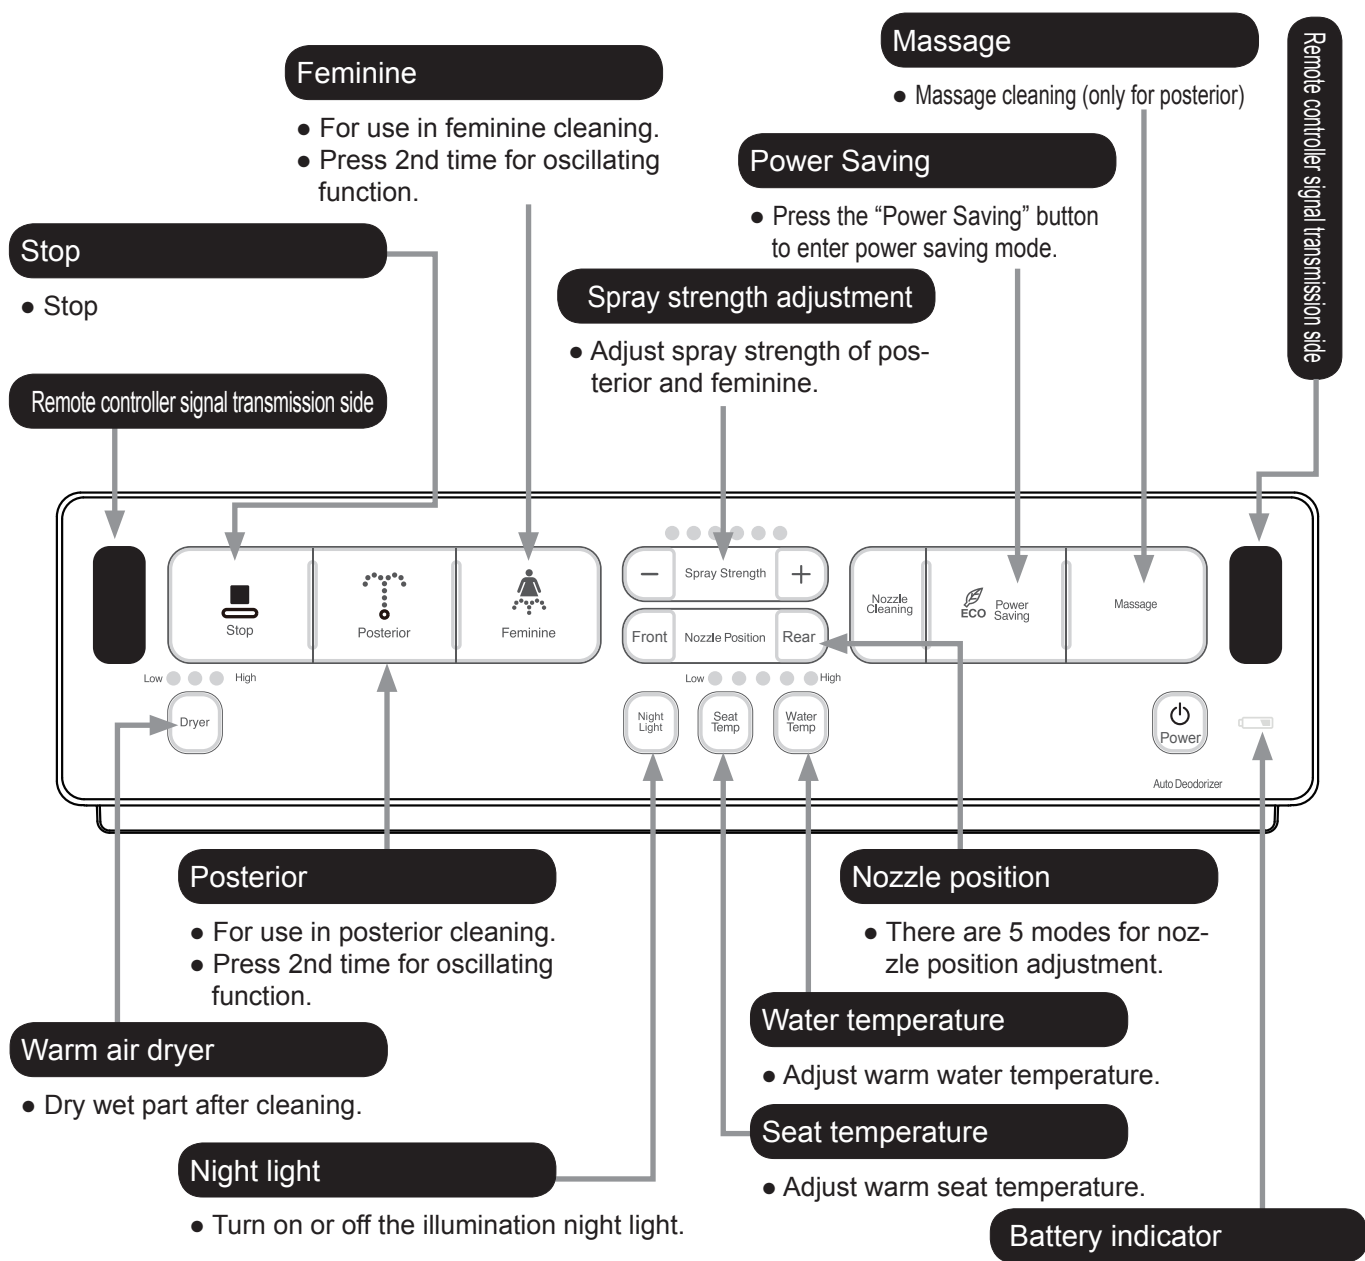 Massage
● Massage cleaning (only for posterior)
Remote controller signal transmission side
Feminine
● For use in feminine cleaning.
● Press 2nd time for oscillating
function.
Power Saving
● Press the “Power Saving” button
to enter power saving mode.
Stop
● Stop
Spray strength adjustment
● Adjust spray strength of pos-
terior and feminine.
Remote controller signal transmission side
Stop
Posterior
Feminine
− Spray Strength +
Front Nozzle Position Rear
Nozzle
Cleaning
ECO
Power
Saving
Massage
Low High
Dryer
Low High
Night
Light
Seat
Temp
Water
Temp
Power
Auto Deodorizer
Posterior
● For use in posterior cleaning.
● Press 2nd time for oscillating
function.
Nozzle position
● There are 5 modes for noz-
zle position adjustment.
Warm air dryer
● Dry wet part after cleaning.
Water temperature
● Adjust warm water temperature.
Seat temperature
● Adjust warm seat temperature.
Night light
● Turn on or off the illumination night light.
Battery indicator